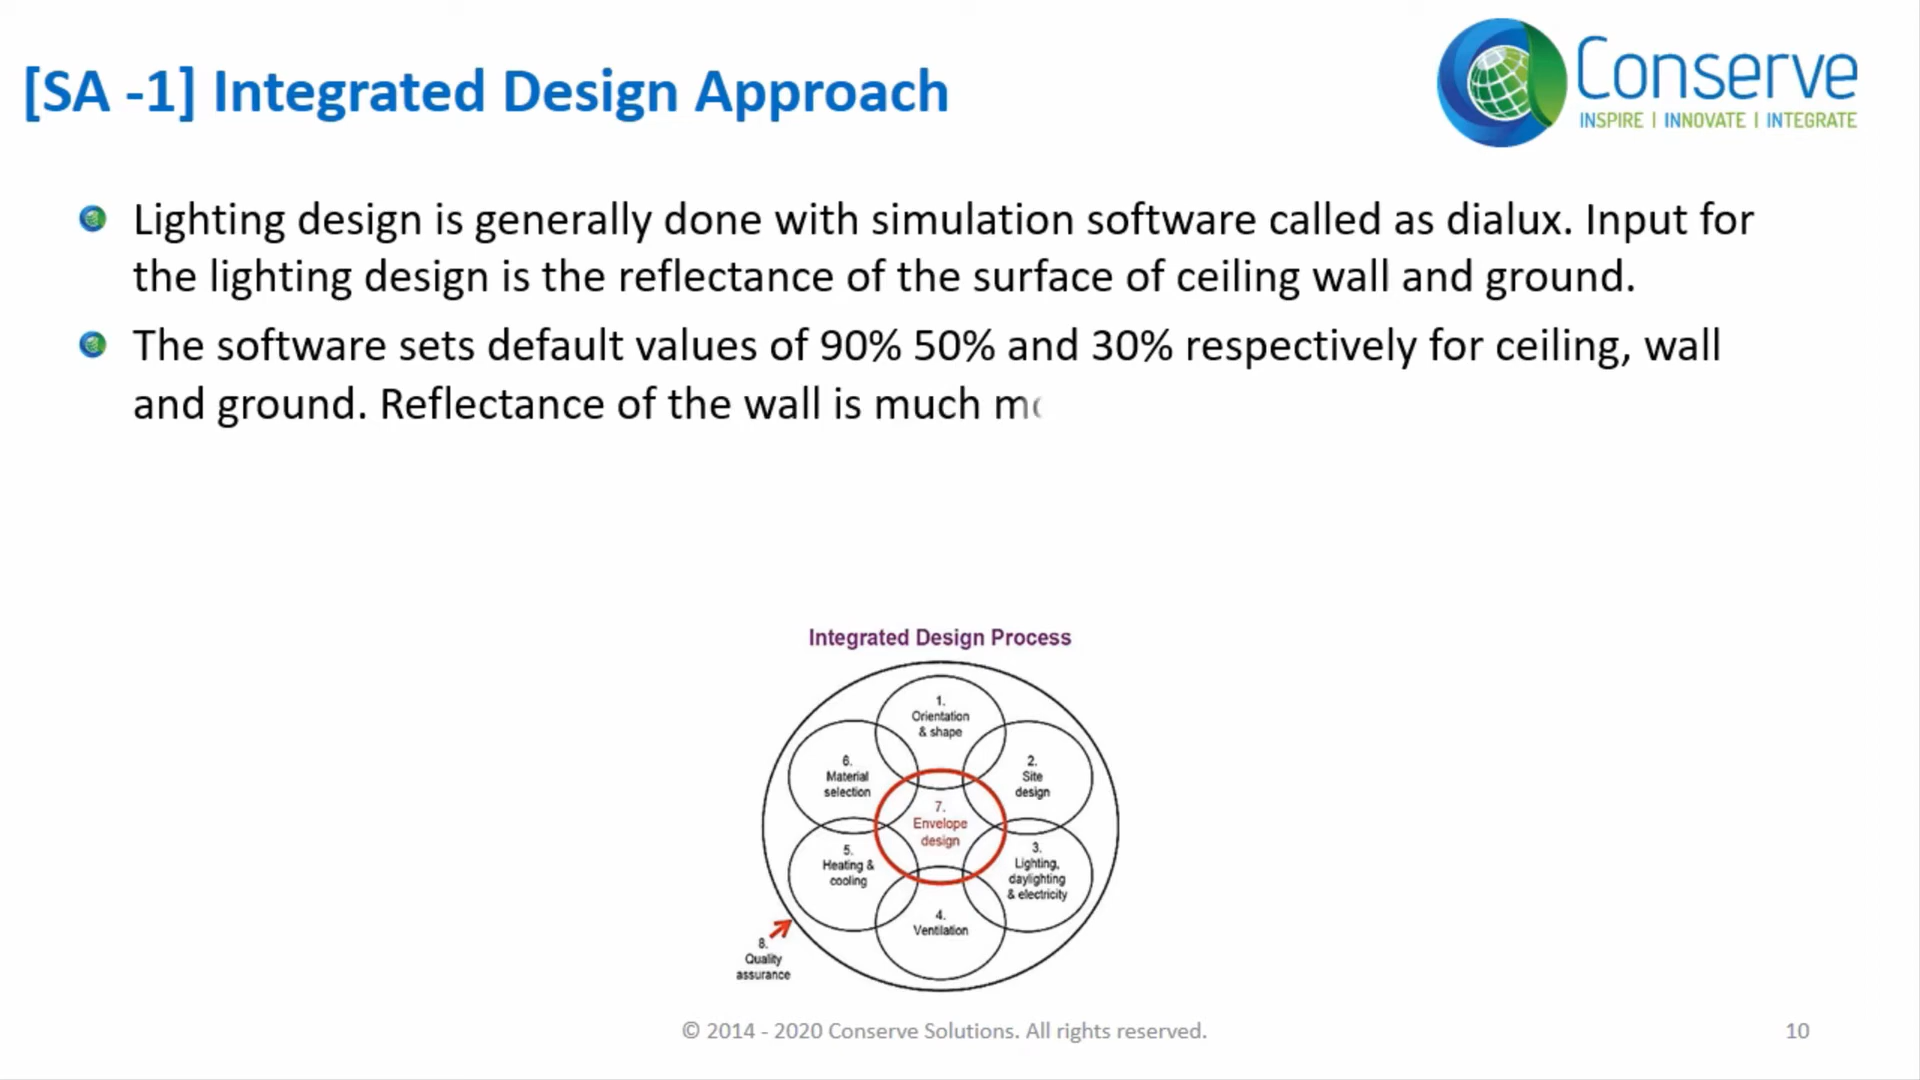 [SA -1] Integrated Design Approach
Conserve
INSPIRE | INNOVATE | INTEGRATE
Lighting design is generally done with simulation software called as dialux. Input for
the lighting design is the reflectance of the surface of ceiling wall and ground.
The software sets default values of 90% 50% and 30% respectively for ceiling, wall
and ground. Reflectance of the wall is much
Integrated Design Process
1.
Orientation
& shape
2.
Site
design
3.
Lighting,
daylighting
& electricity
4.
Ventilation
5.
Heating &
cooling
6.
Material
selection
7.
Envelope
design
8.
Quality
assurance
© 2014 - 2020 Conserve Solutions. All rights reserved.
10